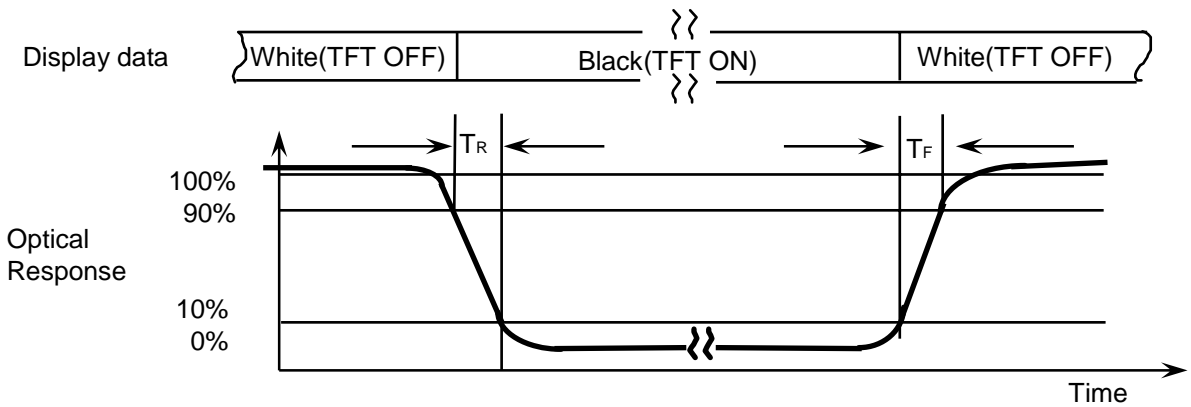 Display data White(TFT OFF) Black(TFT ON) White(TFT OFF)
TR TF
100%
90%
Optical
Response
10%
0%
Time